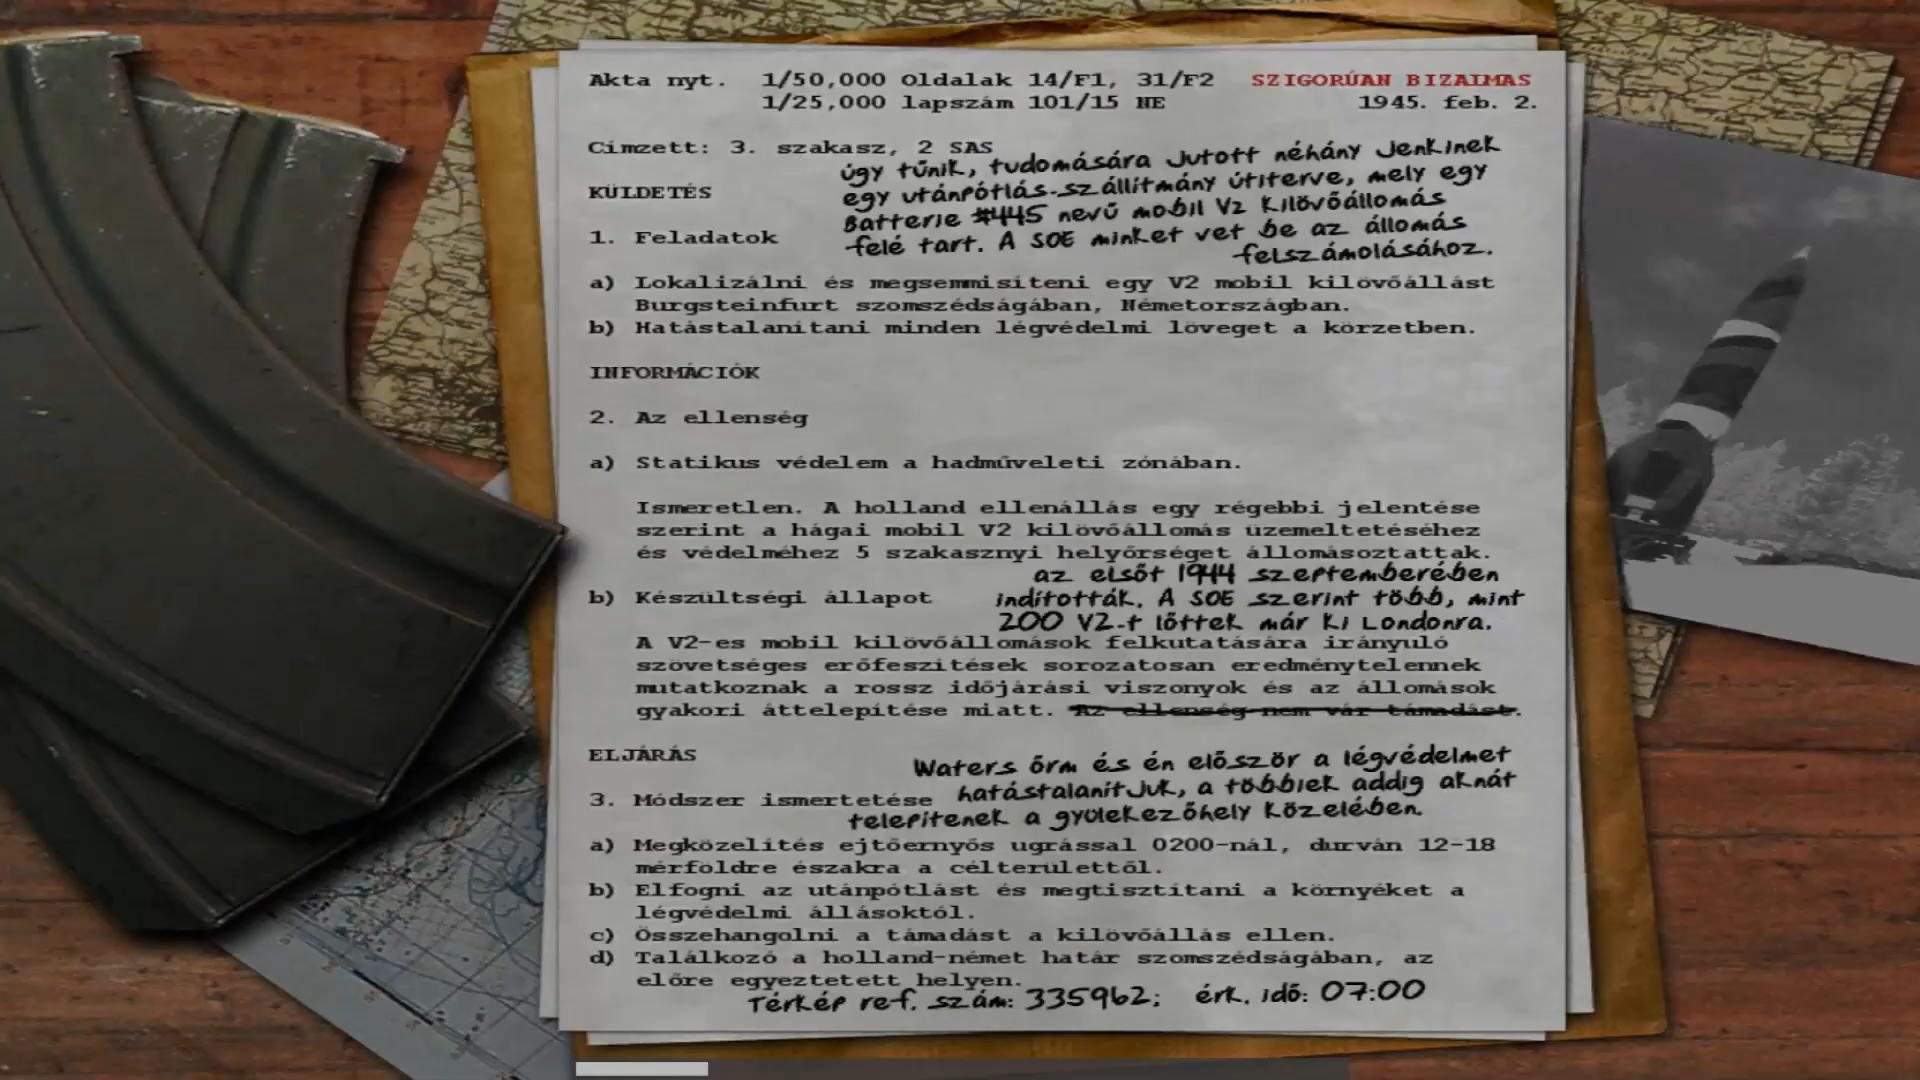 Akta nyt. 1/50,000 Oldalak 14/F1, 31/F2 SZIGORÚAN BIZALMAS
1/25,000 lapszám 101/15 NE 1945. feb. 2.
Címzett: 3. szakasz, 2 SAS
úgy tűnik, tudomására jutott néhány Jenkinek
egy utánpótlás-szállítmány útiterve, mely egy
KÜLDETÉS
Batterie #445 nevű mobil V2 kilövőállomás
felé tart. A SOE minket vet be az állomás
felszámolásához.
1. Feladatok
a) Lokalizálni és megsemmisíteni egy V2 mobil kilövőállást
Burgsteinfurt szomszédságában, Németországban.
b) Hatástalanítani minden légvédelmi löveget a körzetben.
INFORMÁCIÓK
2. Az ellenség
a) Statikus védelem a hadműveleti zónában.
Ismeretlen. A holland ellenállás egy régebbi jelentése
szerint a hágai mobil V2 kilövőállomás üzemeltetéséhez
és védelméhez 5 szakasznyi helyőrséget állomásoztattak.
az elsőt 1944 szeptemberében
b) Készültségi állapot
indították. A SOE szerint több, mint
200 V2-t lőttek már ki Londonra.
A V2-es mobil kilövőállomások felkutatására irányuló
szövetséges erőfeszítések sorozatosan eredménytelennek
mutatkoznak a rossz időjárási viszonyok és az állomások
gyakori áttelepítése miatt. Az ellenség nem vár támadást.
ELJÁRÁS
Waters őrm és én először a légvédelmet
hatástalanítjuk, a többiek addig aknát
telepítenek a gyülekezőhely közelében.
3. Módszer ismertetése
a) Megközelítés ejtőernyős ugrással 0200-nál, durván 12-18
mérföldre északra a célterülettől.
b) Elfogni az utánpótlást és megtisztítani a környéket a
légvédelmi állásoktól.
c) Összehangolni a támadást a kilövőállás ellen.
d) Találkozó a holland-német határ szomszédságában, az
előre egyeztetett helyen.
Térkép ref. szám: 335962; érk. idő: 07:00